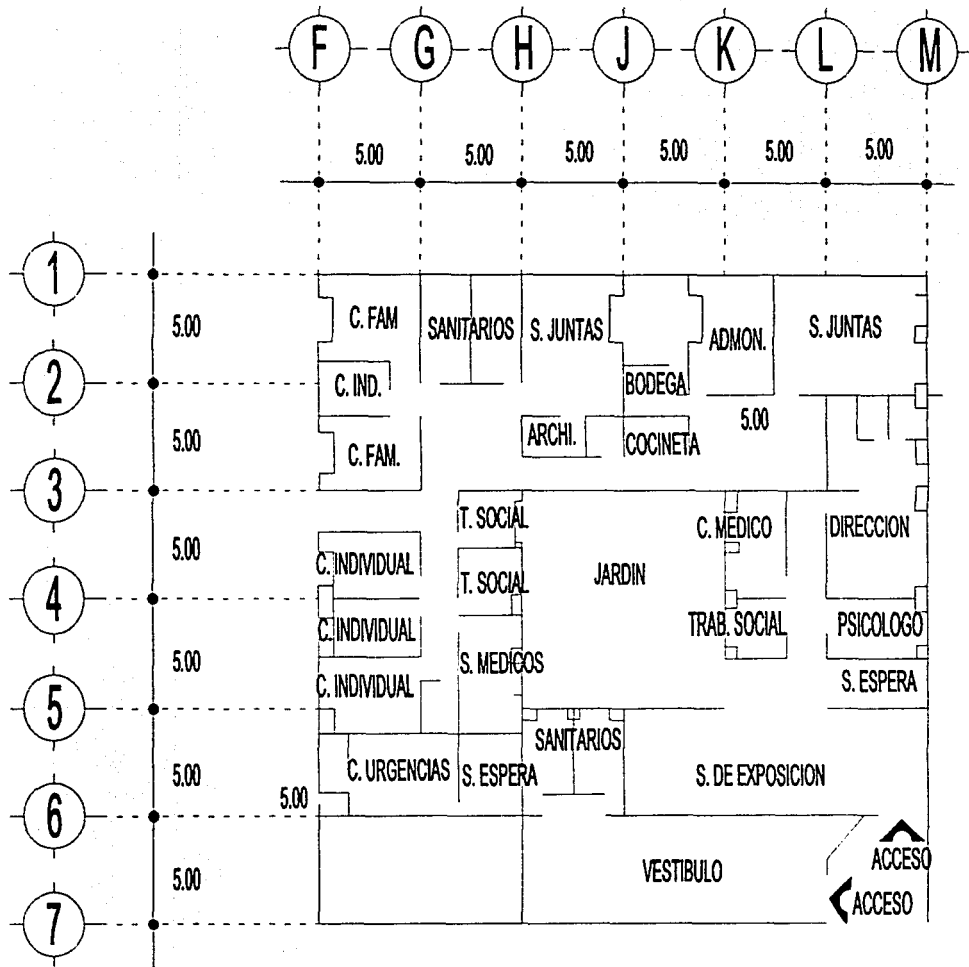 F G H J K L M
5.00 5.00 5.00 5.00 5.00 5.00
1
5.00
C. FAM
SANITARIOS
S. JUNTAS
ADMON.
S. JUNTAS
2
C. IND.
BODEGA
5.00
5.00
ARCHI.
COCINETA
C. FAM.
3
T. SOCIAL
C. MEDICO
DIRECCION
5.00
C. INDIVIDUAL
T. SOCIAL
JARDIN
4
C. INDIVIDUAL
TRAB. SOCIAL
PSICOLOGO
5.00
S. MEDICOS
C. INDIVIDUAL
S. ESPERA
5
SANITARIOS
5.00
C. URGENCIAS
S. ESPERA
S. DE EXPOSICION
5.00
6
ACCESO
VESTIBULO
5.00
ACCESO
7